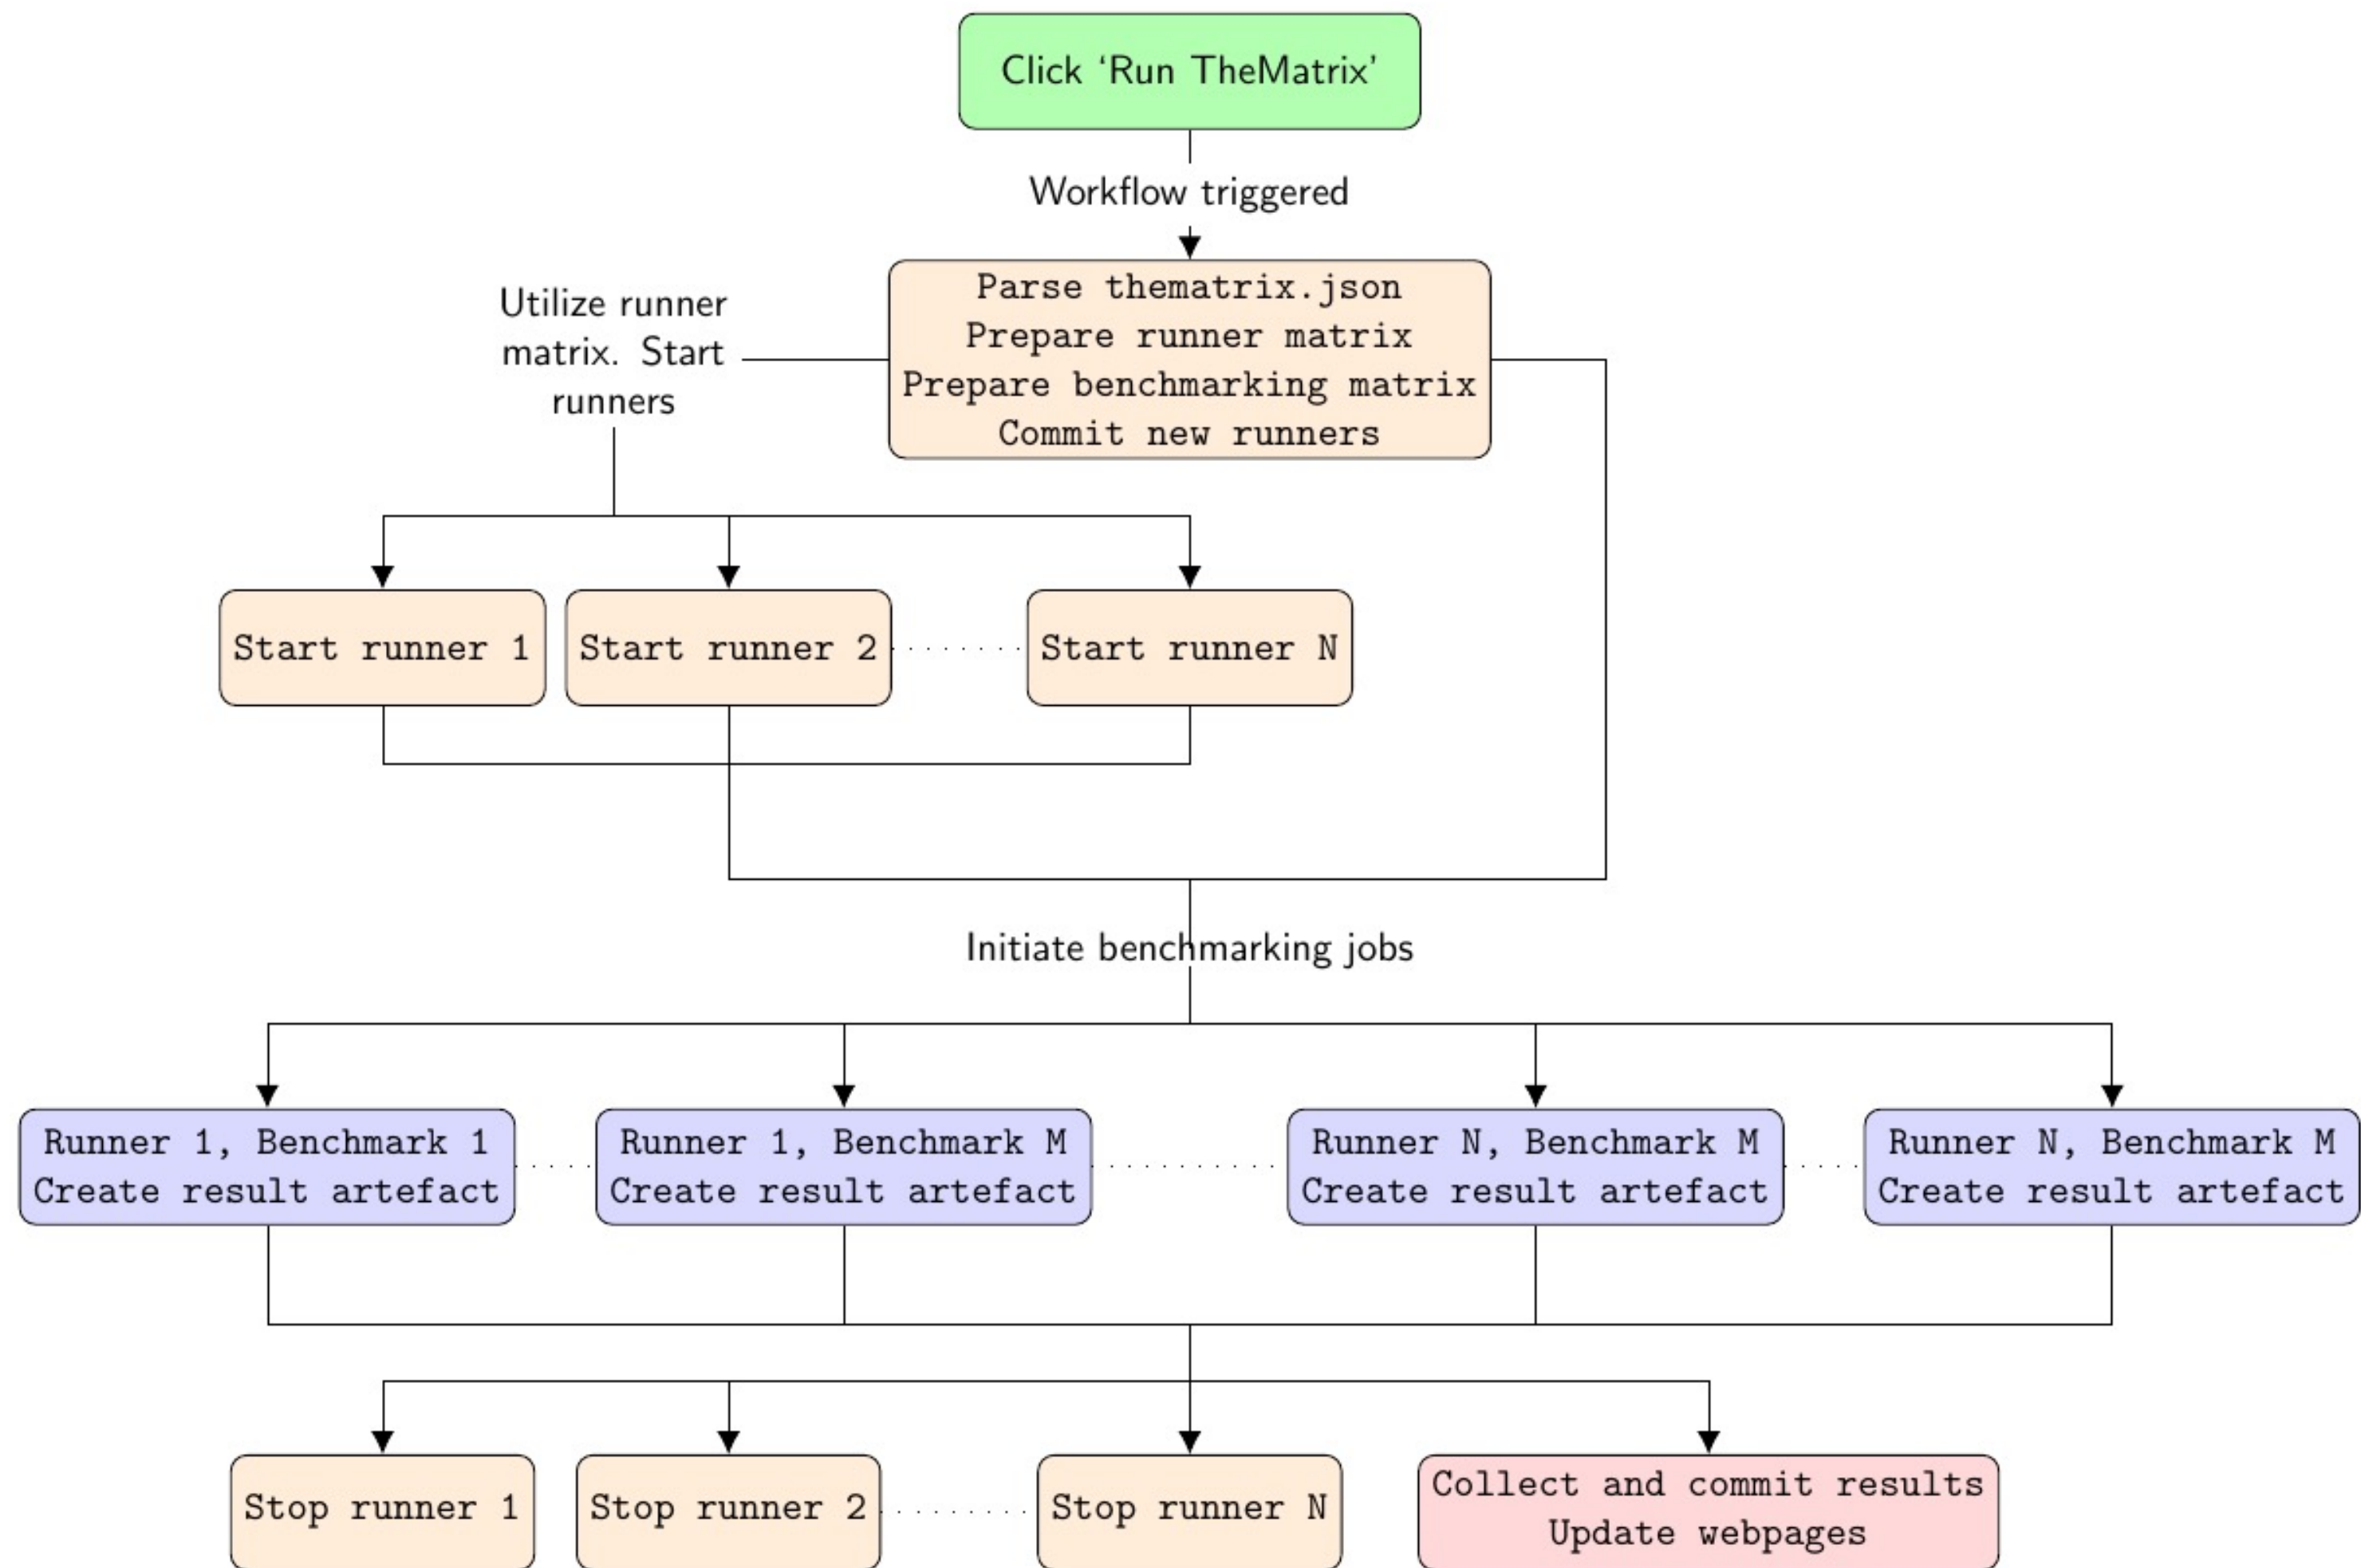 Click ‘Run TheMatrix’
Workflow triggered
Utilize runner
matrix. Start
runners
Parse thematrix.json
Prepare runner matrix
Prepare benchmarking matrix
Commit new runners
Start runner 1
Start runner 2
Start runner N
Initiate benchmarking jobs
Runner 1, Benchmark 1
Create result artefact
Runner 1, Benchmark M
Create result artefact
Runner N, Benchmark M
Create result artefact
Runner N, Benchmark M
Create result artefact
Stop runner 1
Stop runner 2
Stop runner N
Collect and commit results
Update webpages